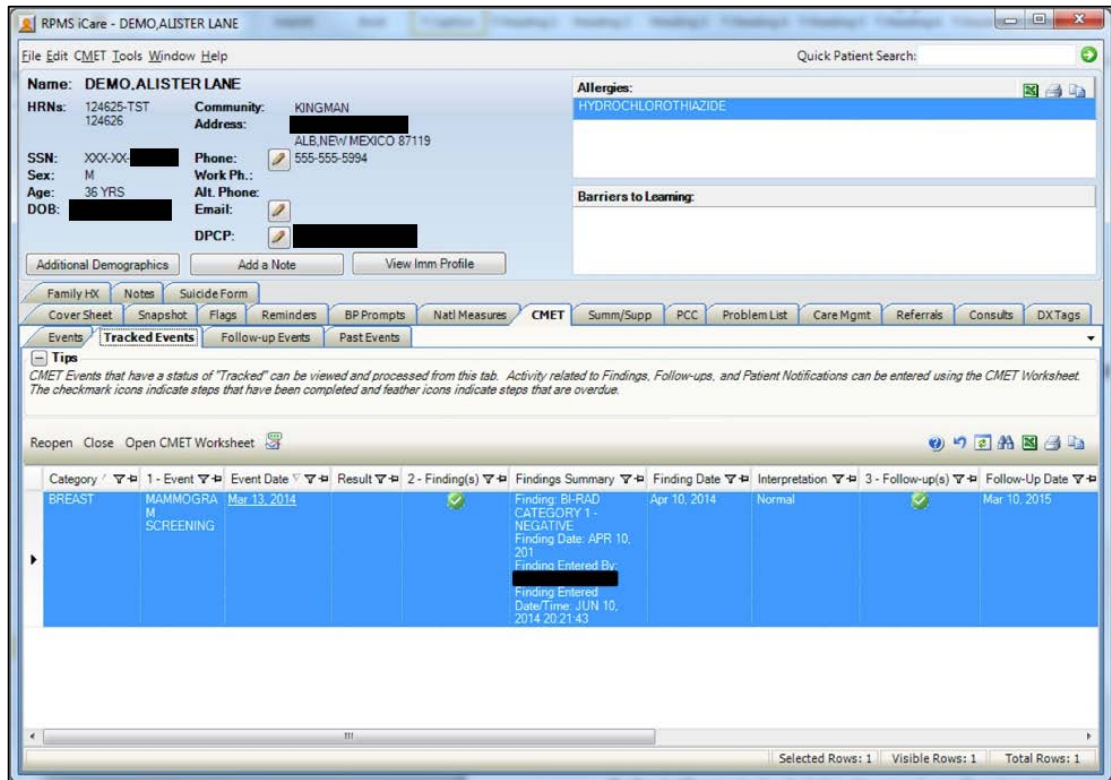 RPMS iCare - DEMO,ALISTER LANE
File Edit CMET Tools Window Help
Quick Patient Search:
Name: DEMO,ALISTER LANE
HRNs: 124625-TST
124626
Community: KINGMAN
Address:
ALB,NEW MEXICO 87119
SSN: XXX-XX-
Phone: 555-555-5994
Sex: M
Work Ph.:
Age: 36 YRS
Alt. Phone:
DOB:
Email:
DPCP:
Allergies:
HYDROCHLOROTHIAZIDE
Barriers to Learning:
Additional Demographics Add a Note View Imm Profile
Family HX Notes Suicide Form
Cover Sheet Snapshot Flags Reminders BP Prompts Natl Measures CMET Summ/Supp PCC Problem List Care Mgmt Referrals Consults DX Tags
Events Tracked Events Follow-up Events Past Events
Tips
CMET Events that have a status of "Tracked" can be viewed and processed from this tab. Activity related to Findings, Follow-ups, and Patient Notifications can be entered using the CMET Worksheet.
The checkmark icons indicate steps that have been completed and feather icons indicate steps that are overdue.
Reopen Close Open CMET Worksheet
Category 1 - Event Event Date Result 2 - Finding(s) Findings Summary Finding Date Interpretation 3 - Follow-up(s) Follow-Up Date
BREAST MAMMOGRA Mar 13, 2014 Finding: BI-RAD Apr 10, 2014 Normal Mar 10, 2015
M CATEGORY 1 -
SCREENING NEGATIVE
Finding Date: APR 10,
201
Finding Entered By:
Finding Entered
Date/Time: JUN 10,
2014 20:21:43
Selected Rows: 1 Visible Rows: 1 Total Rows: 1